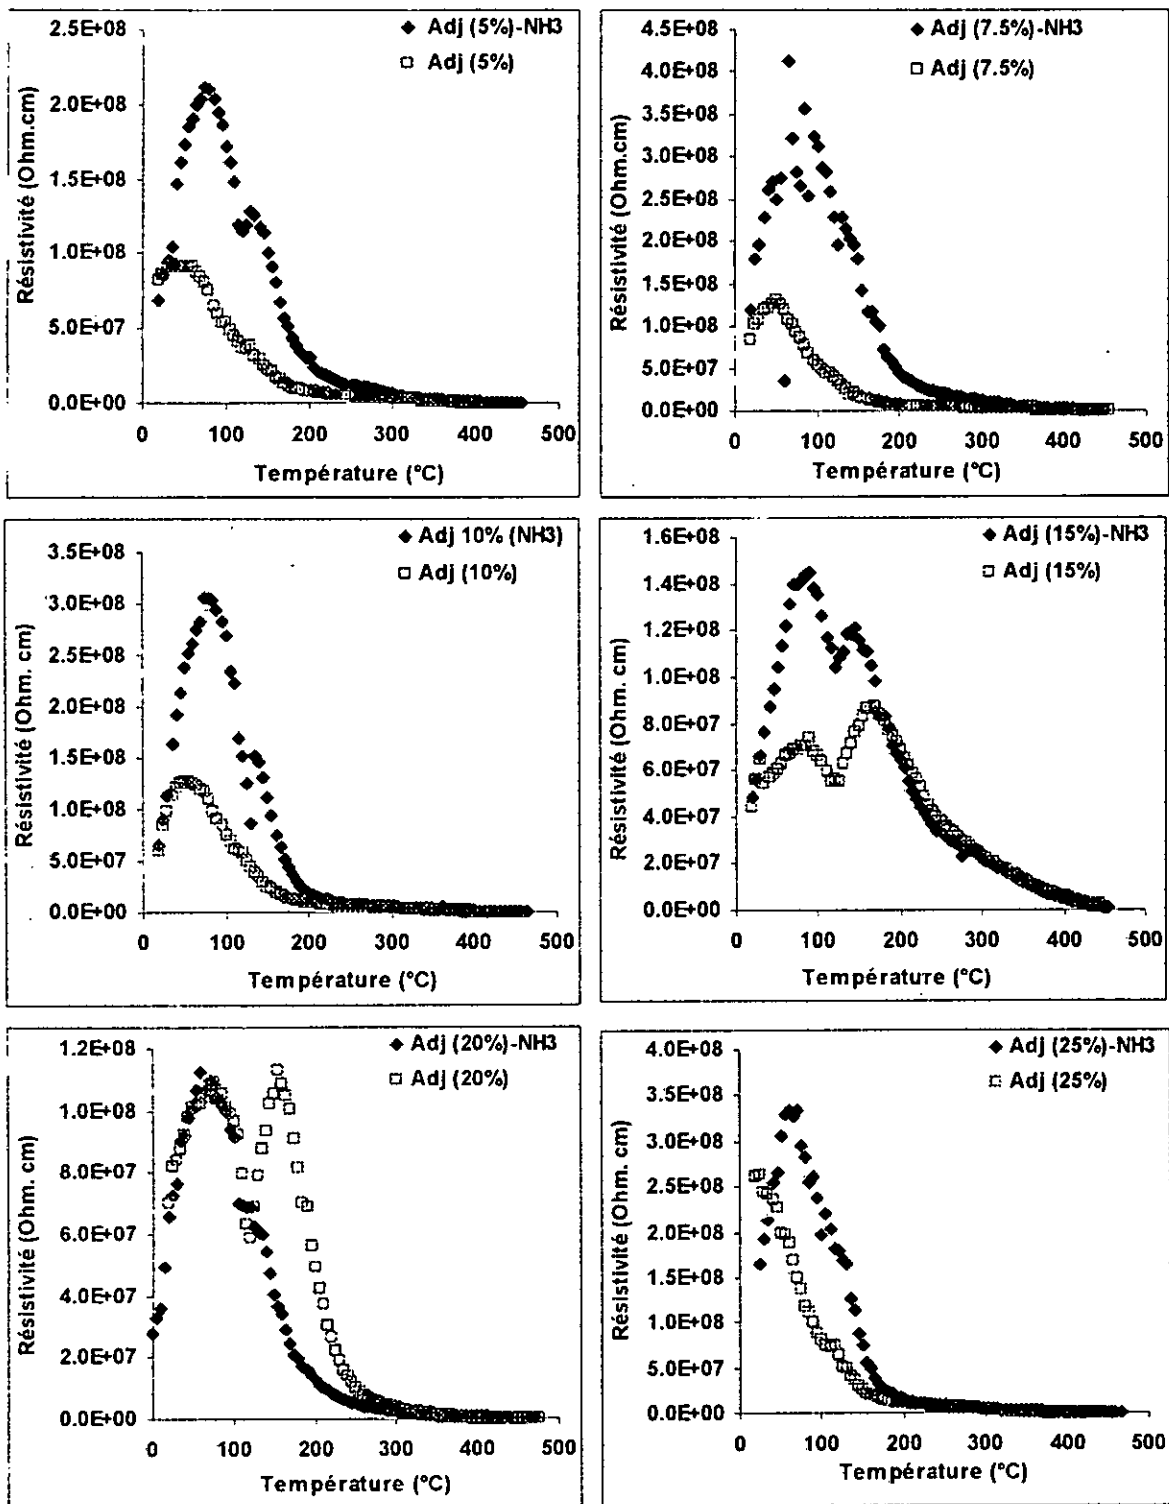 Adj (5%)-NH3
Adj (5%)
Résistivité (Ohm.cm)
2.5E+08
2.0E+08
1.5E+08
1.0E+08
5.0E+07
0.0E+00
0 100 200 300 400 500
Température (°C)
Adj (7.5%)-NH3
Adj (7.5%)
Résistivité (Ohm.cm)
4.5E+08
4.0E+08
3.5E+08
3.0E+08
2.5E+08
2.0E+08
1.5E+08
1.0E+08
5.0E+07
0.0E+00
0 100 200 300 400 500
Température (°C)
Adj 10% (NH3)
Adj (10%)
Résistivité (Ohm. cm)
3.5E+08
3.0E+08
2.5E+08
2.0E+08
1.5E+08
1.0E+08
5.0E+07
0.0E+00
0 100 200 300 400 500
Température (°C)
Adj (15%)-NH3
Adj (15%)
Résistivité (Ohm. cm)
1.6E+08
1.4E+08
1.2E+08
1.0E+08
8.0E+07
6.0E+07
4.0E+07
2.0E+07
0.0E+00
0 100 200 300 400 500
Température (°C)
Adj (20%)-NH3
Adj (20%)
Résistivité (Ohm. cm)
1.2E+08
1.0E+08
8.0E+07
6.0E+07
4.0E+07
2.0E+07
0.0E+00
0 100 200 300 400 500
Température (°C)
Adj (25%)-NH3
Adj (25%)
Résistivité (Ohm. cm)
4.0E+08
3.5E+08
3.0E+08
2.5E+08
2.0E+08
1.5E+08
1.0E+08
5.0E+07
0.0E+00
0 100 200 300 400 500
Température (°C)